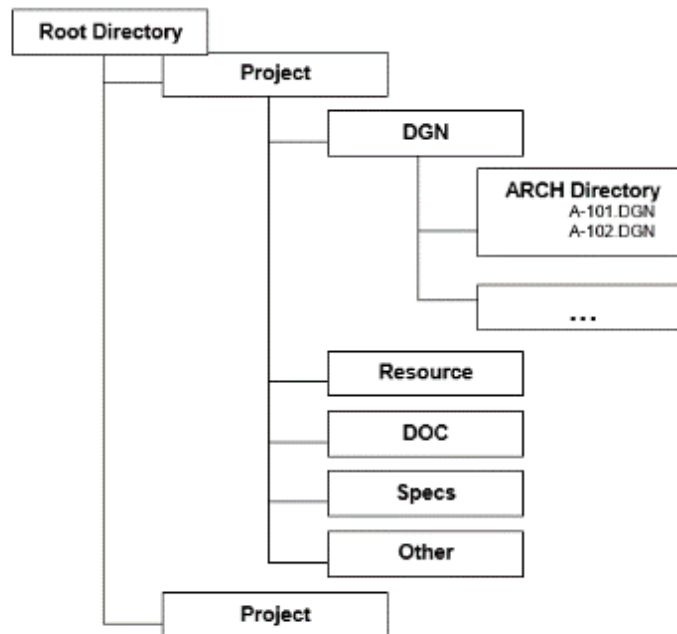 Root Directory
Project
DGN
ARCH Directory
A-101.DGN
A-102.DGN
...
Resource
DOC
Specs
Other
Project